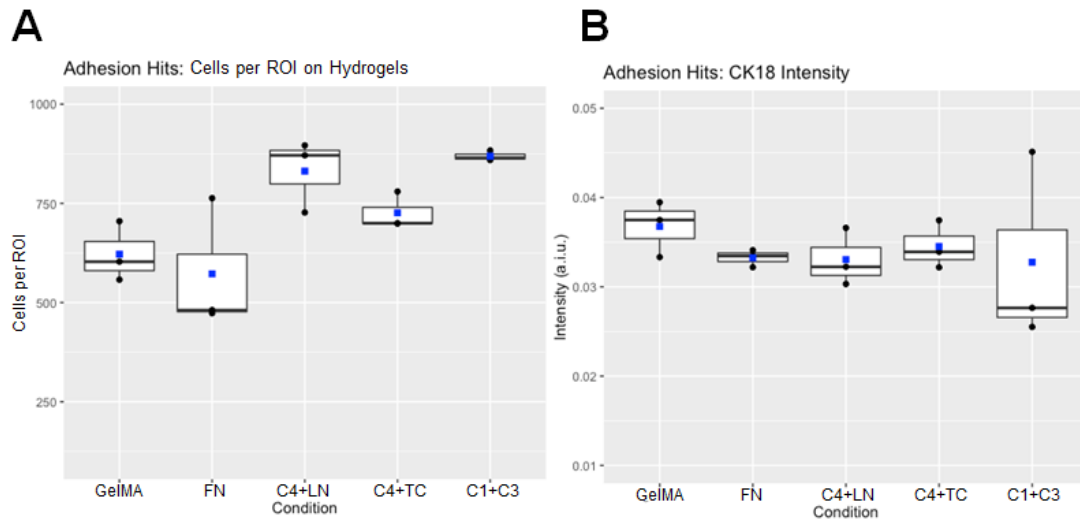 A
Adhesion Hits: Cells per ROI on Hydrogels
Cells per ROI
1000
750
500
250
GelMA FN C4+LN C4+TC C1+C3
Condition
B
Adhesion Hits: CK18 Intensity
Intensity (a.i.u.)
0.05
0.04
0.03
0.02
0.01
GelMA FN C4+LN C4+TC C1+C3
Condition